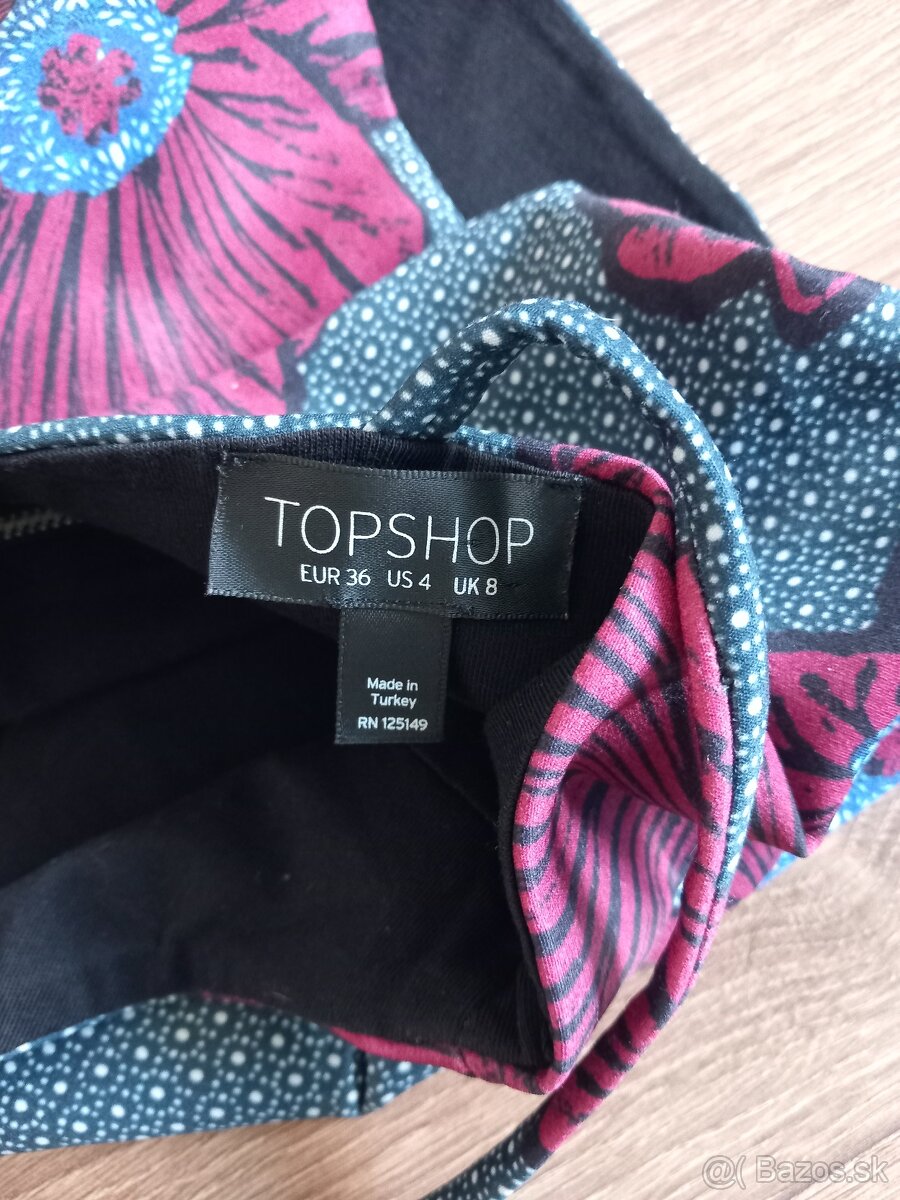 TOPSHOP
EUR 36 US 4 UK 8
Made in
Turkey
RN 125149
@( Bazos.sk